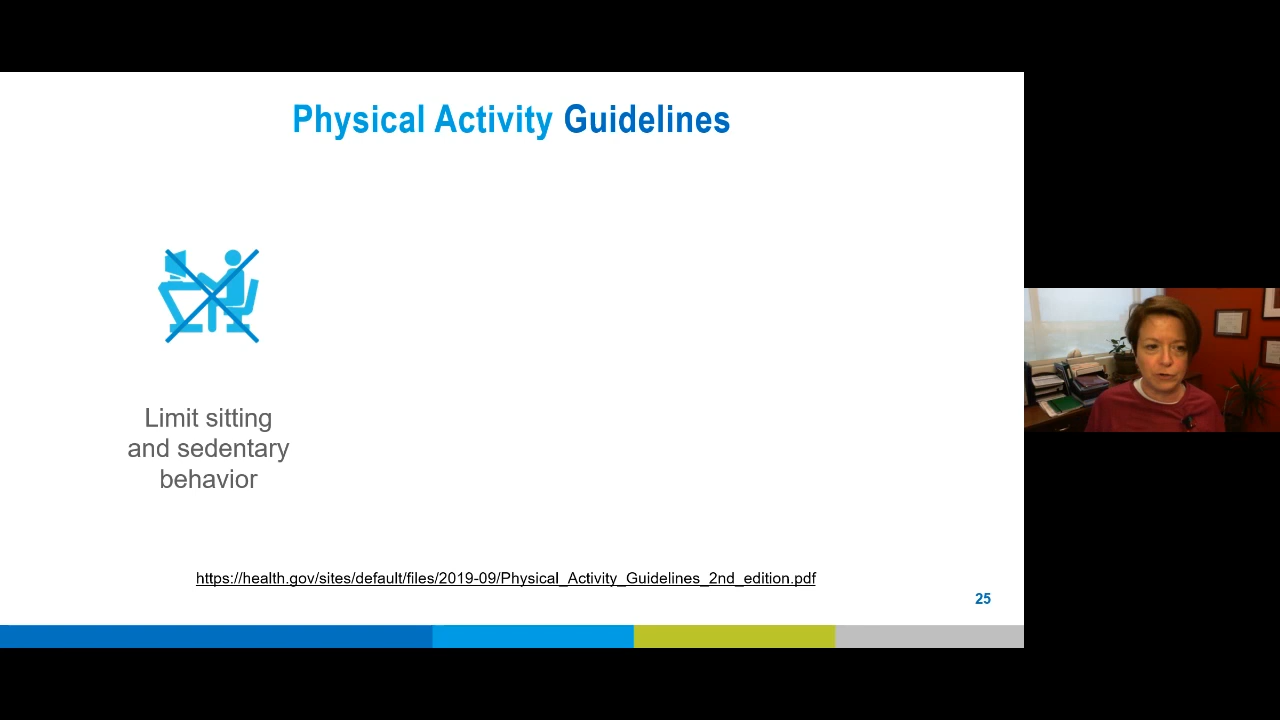 Physical Activity Guidelines
Limit sitting
and sedentary
behavior
https://health.gov/sites/default/files/2019-09/Physical_Activity_Guidelines_2nd_edition.pdf
25